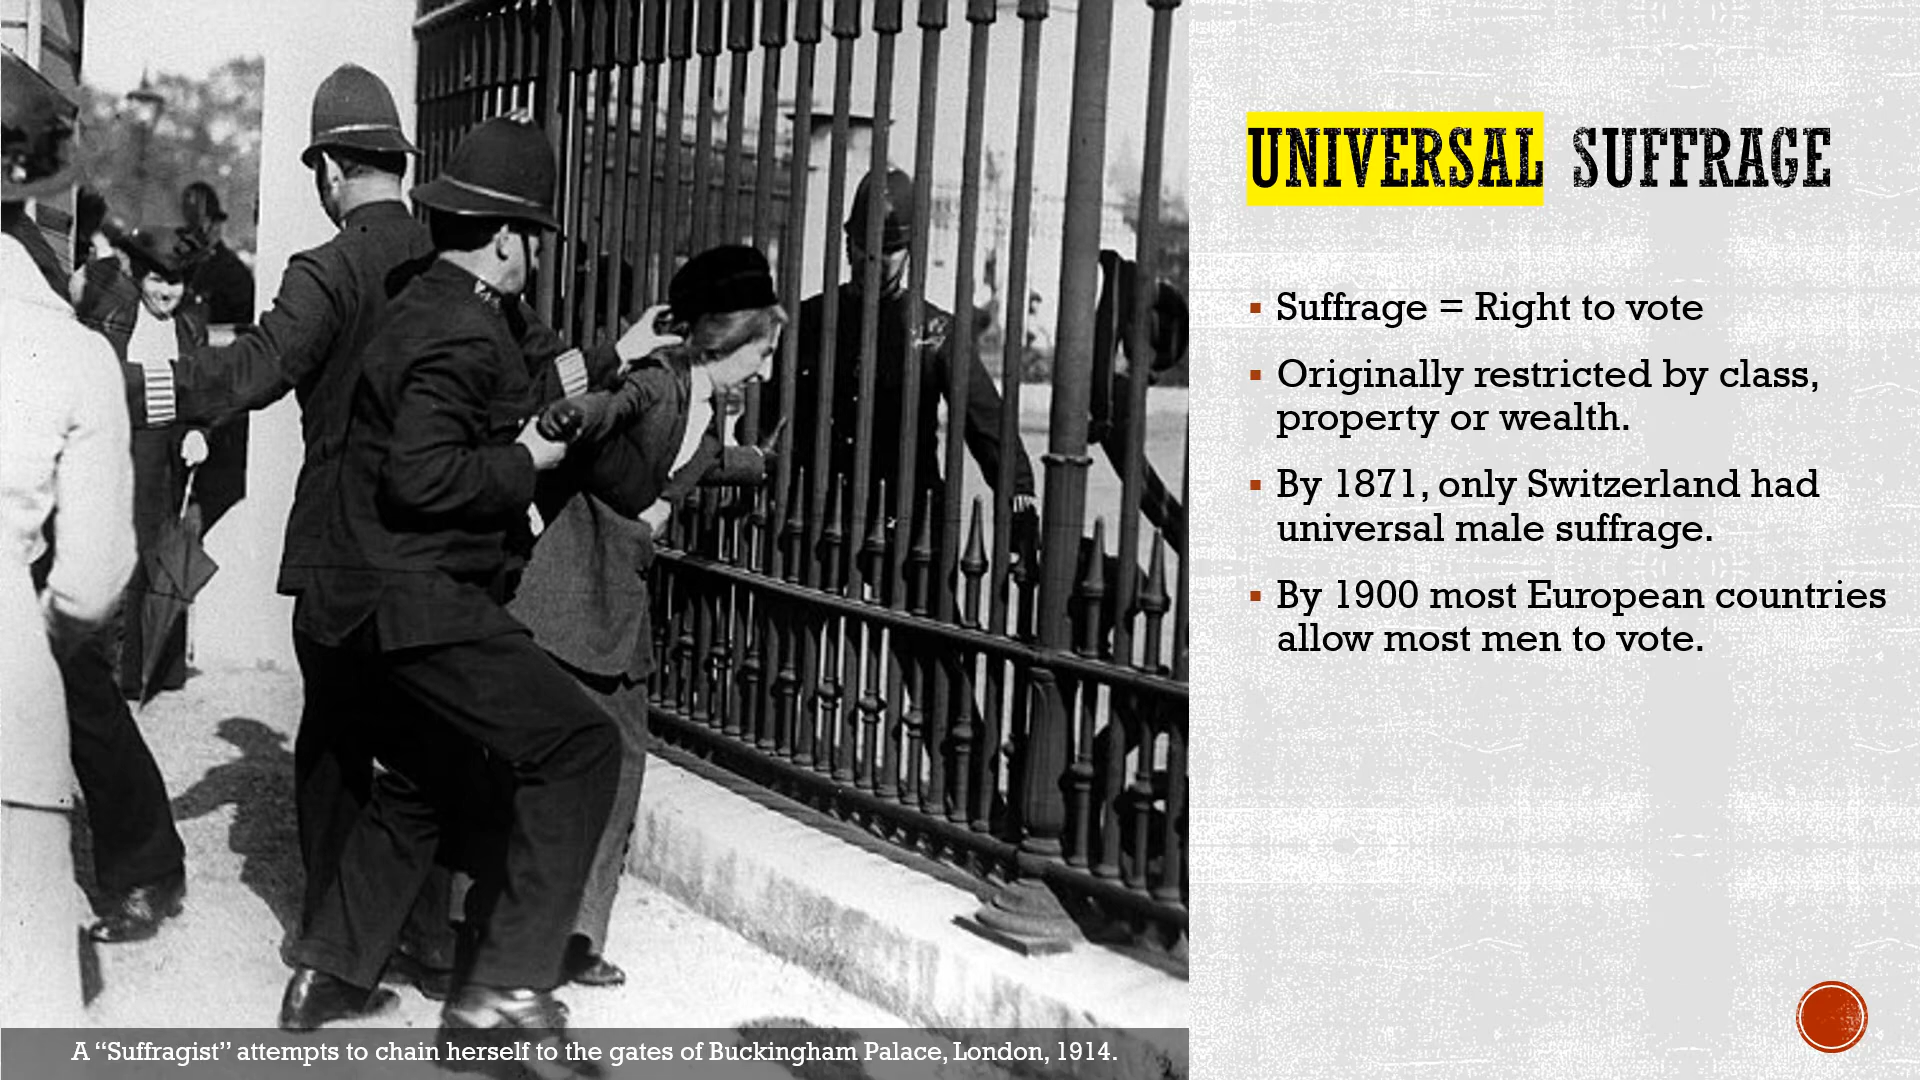 UNIVERSAL SUFFRAGE
▪ Suffrage = Right to vote
▪ Originally restricted by class,
property or wealth.
▪ By 1871, only Switzerland had
universal male suffrage.
▪ By 1900 most European countries
allow most men to vote.
A “Suffragist” attempts to chain herself to the gates of Buckingham Palace, London, 1914.